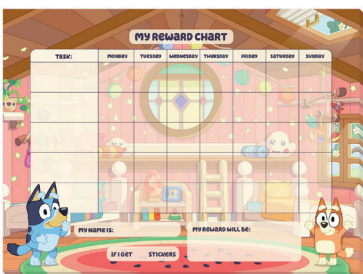 MY REWARD CHART
TASK: MONDAY TUESDAY WEDNESDAY THURSDAY FRIDAY SATURDAY SUNDAY
MY NAME IS: MY REWARD WILL BE:
IF I GET STICKERS